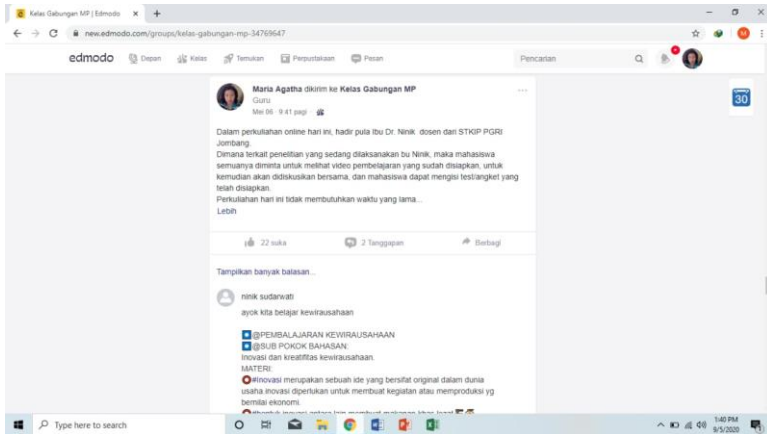 Kelas Gabungan MP | Edmodo
new.edmodo.com/groups/kelas-gabungan-mp-34769647
M
edmodo
Depan
Kelas
Temukan
Perpustakaan
Pesan
Pencarian
30
Maria Agatha dikirim ke Kelas Gabungan MP
Guru
Mei 06 · 9:41 pagi
Dalam perkuliahan online hari ini, hadir pula Ibu Dr. Ninik dosen dari STKIP PGRI
Jombang.
Dimana terkait penelitian yang sedang dilaksanakan bu Ninik, maka mahasiswa
semuanya diminta untuk melihat video pembelajaran yang sudah disiapkan, untuk
kemudian akan didiskusikan bersama, dan mahasiswa dapat mengisi test/angket yang
telah disiapkan.
Perkuliahan hari ini tidak membutuhkan waktu yang lama...
Lebih
22 suka
2 Tanggapan
Berbagi
Tampilkan banyak balasan...
ninik sudarwati
ayok kita belajar kewirausahaan
@PEMBALAJARAN KEWIRAUSAHAAN
@SUB POKOK BAHASAN:
Inovasi dan kreatifitas kewirausahaan.
MATERI:
#Inovasi merupakan sebuah ide yang bersifat original dalam dunia
usaha inovasi diperlukan untuk membuat kegiatan atau memproduksi yg
bernilai ekonomi.
Type here to search
1:40 PM
9/5/2020